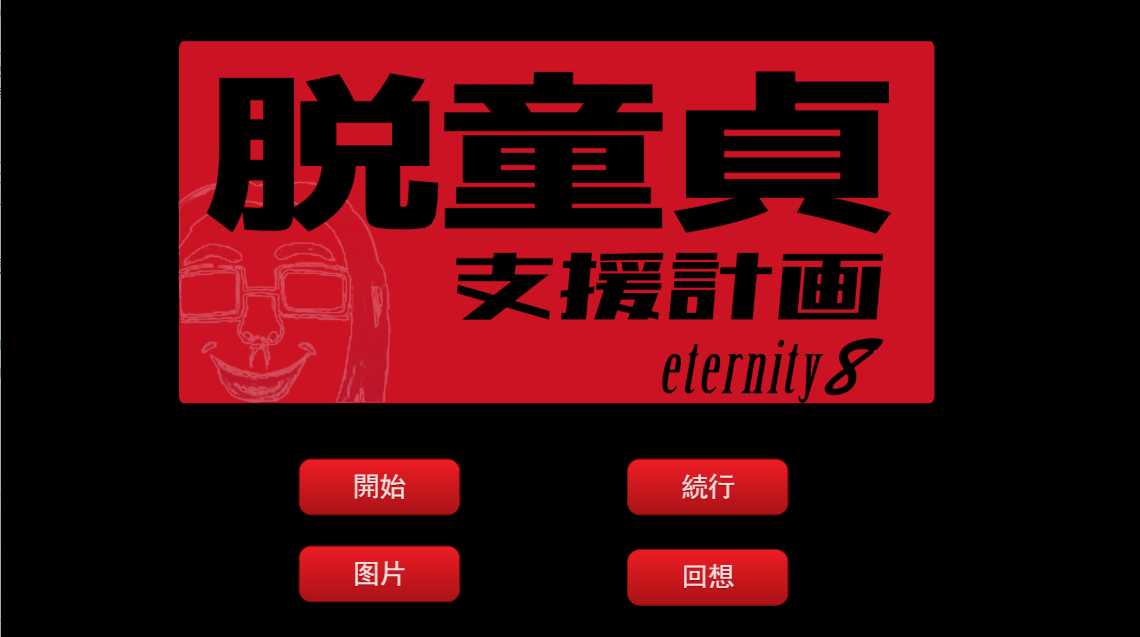 脱童貞
支援計画
eternity8
開始
続行
图片
回想